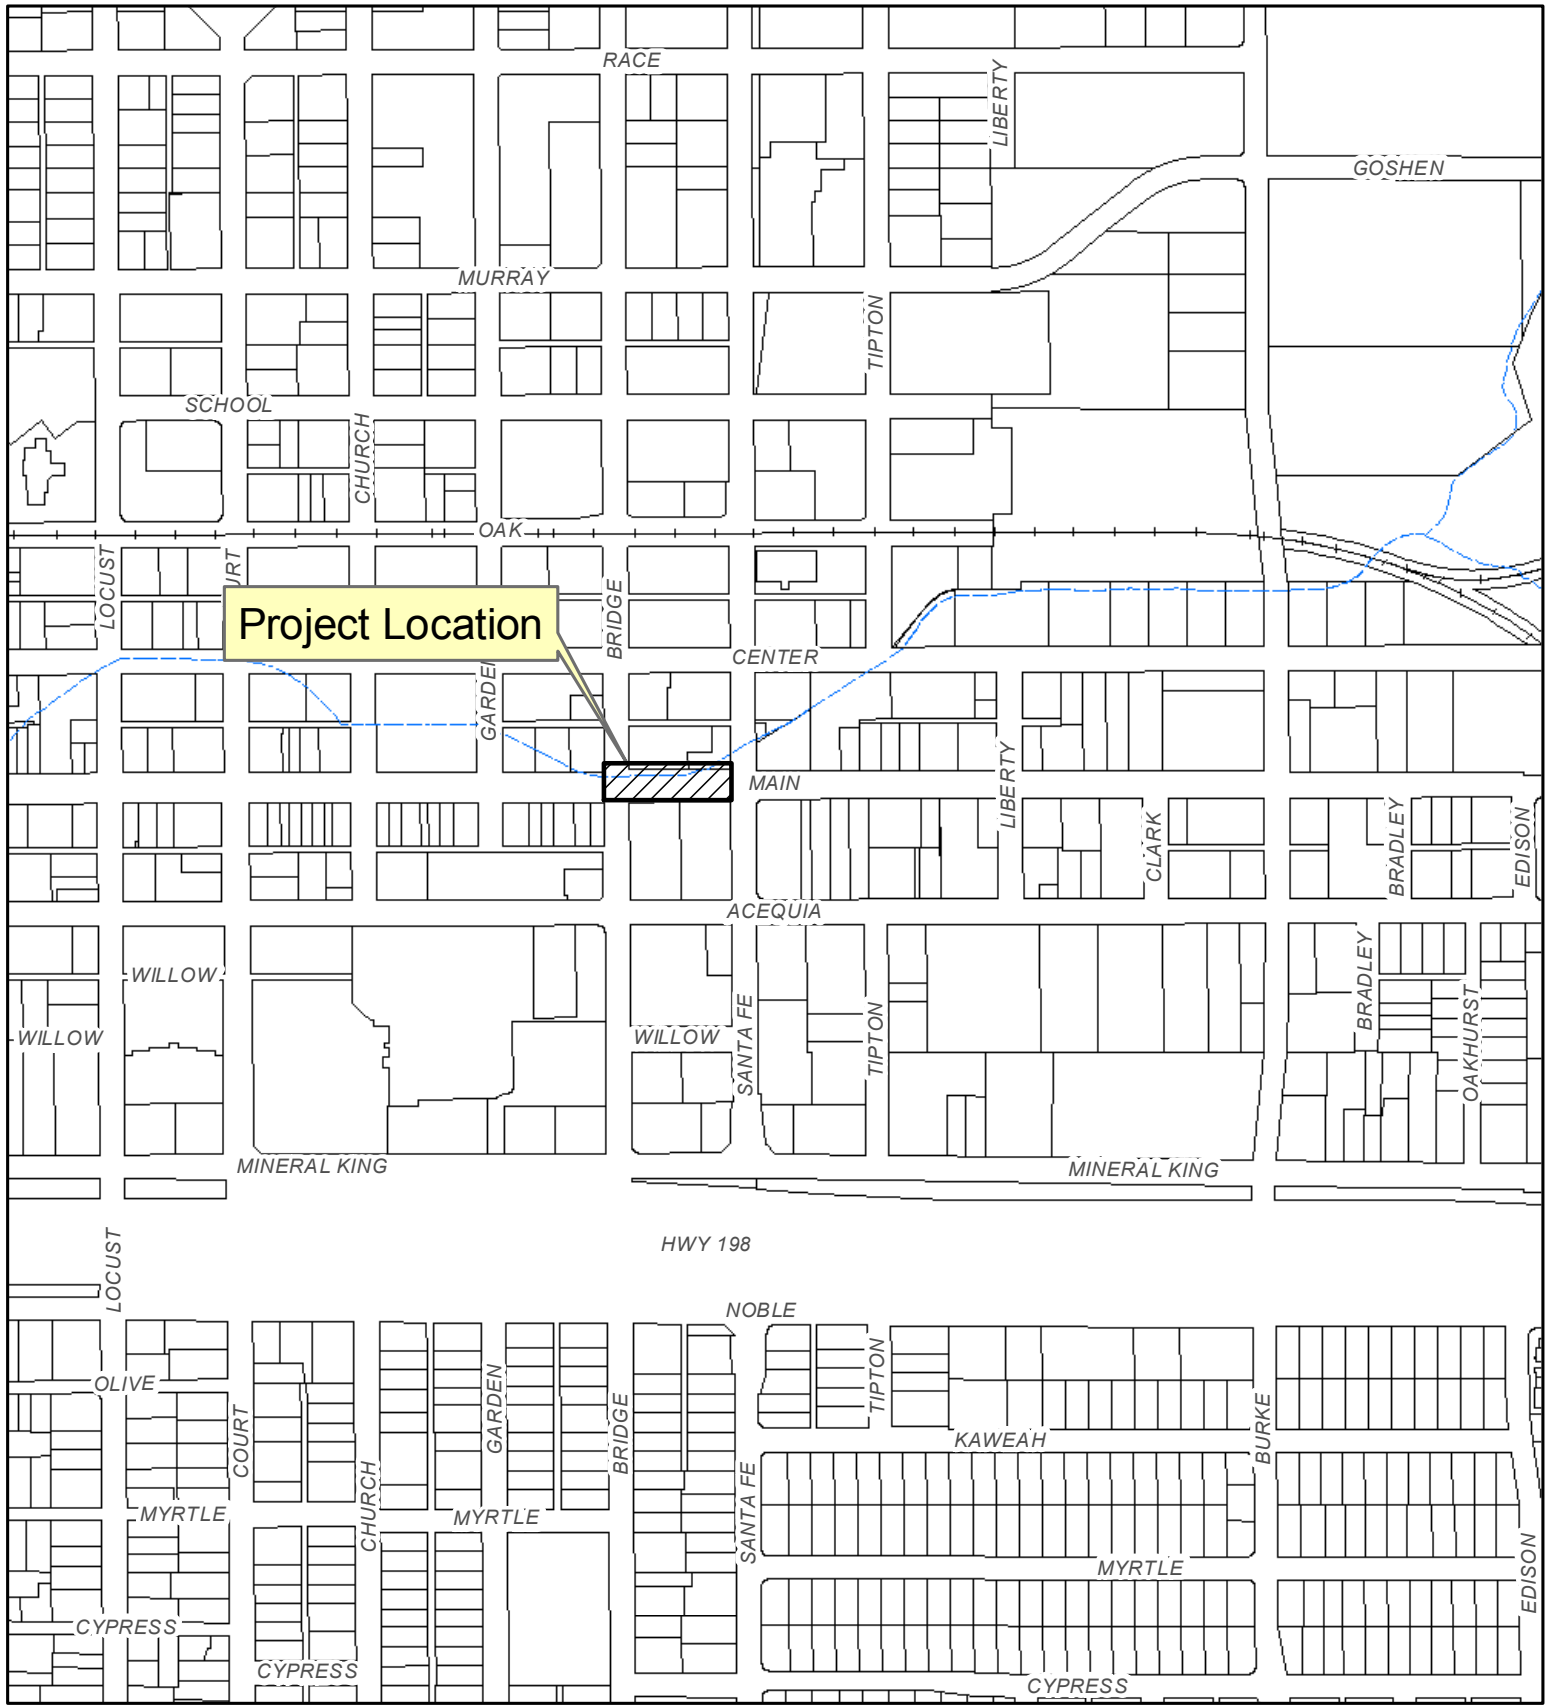 RACE
LIBERTY
GOSHEN
MURRAY
TIPTON
SCHOOL
CHURCH
OAK
LOCUST
URT
BRIDGE
Project Location
CENTER
GARDE
MAIN
LIBERTY
CLARK
BRADLEY
EDISON
ACEQUIA
WILLOW
BRADLEY
OAKHURST
WILLOW
WILLOW
SANTA FE
TIPTON
MINERAL KING
MINERAL KING
LOCUST
HWY 198
NOBLE
OLIVE
COURT
GARDEN
BRIDGE
TIPTON
BURKE
KAWEAH
CHURCH
SANTA FE
MYRTLE
MYRTLE
MYRTLE
EDISON
CYPRESS
CYPRESS
CYPRESS